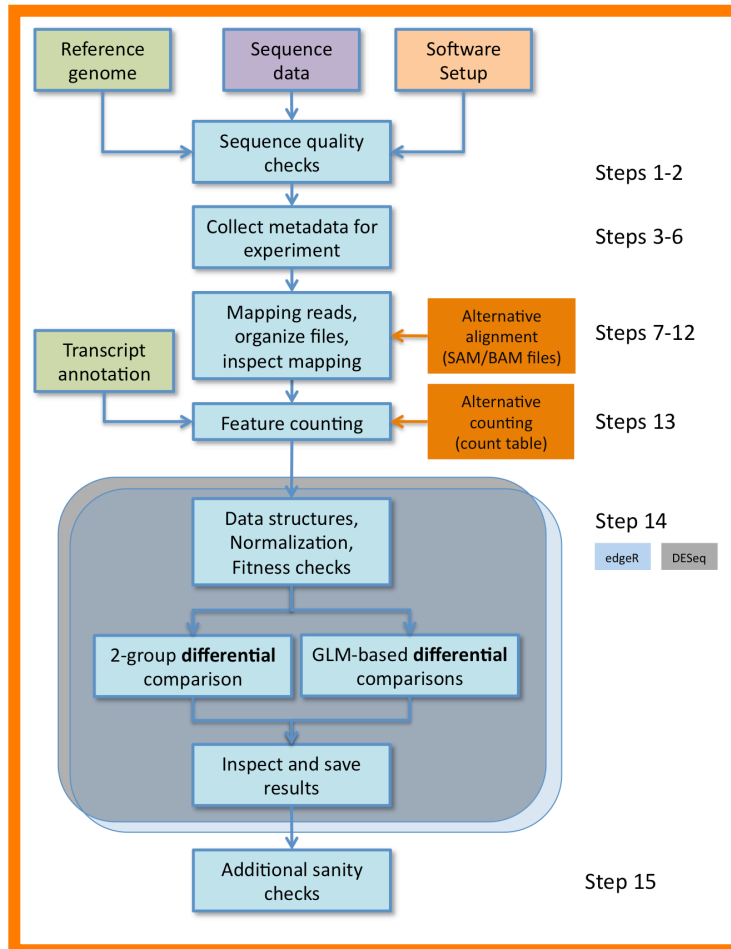 Reference
genome
Sequence
data
Software
Setup
Sequence quality
checks
Steps 1-2
Collect metadata for
experiment
Steps 3-6
Mapping reads,
organize files,
inspect mapping
Alternative
alignment
(SAM/BAM files)
Steps 7-12
Transcript
annotation
Feature counting
Alternative
counting
(count table)
Steps 13
Data structures,
Normalization,
Fitness checks
Step 14
edgeR
DESeq
2-group differential
comparison
GLM-based differential
comparisons
Inspect and save
results
Additional sanity
checks
Step 15